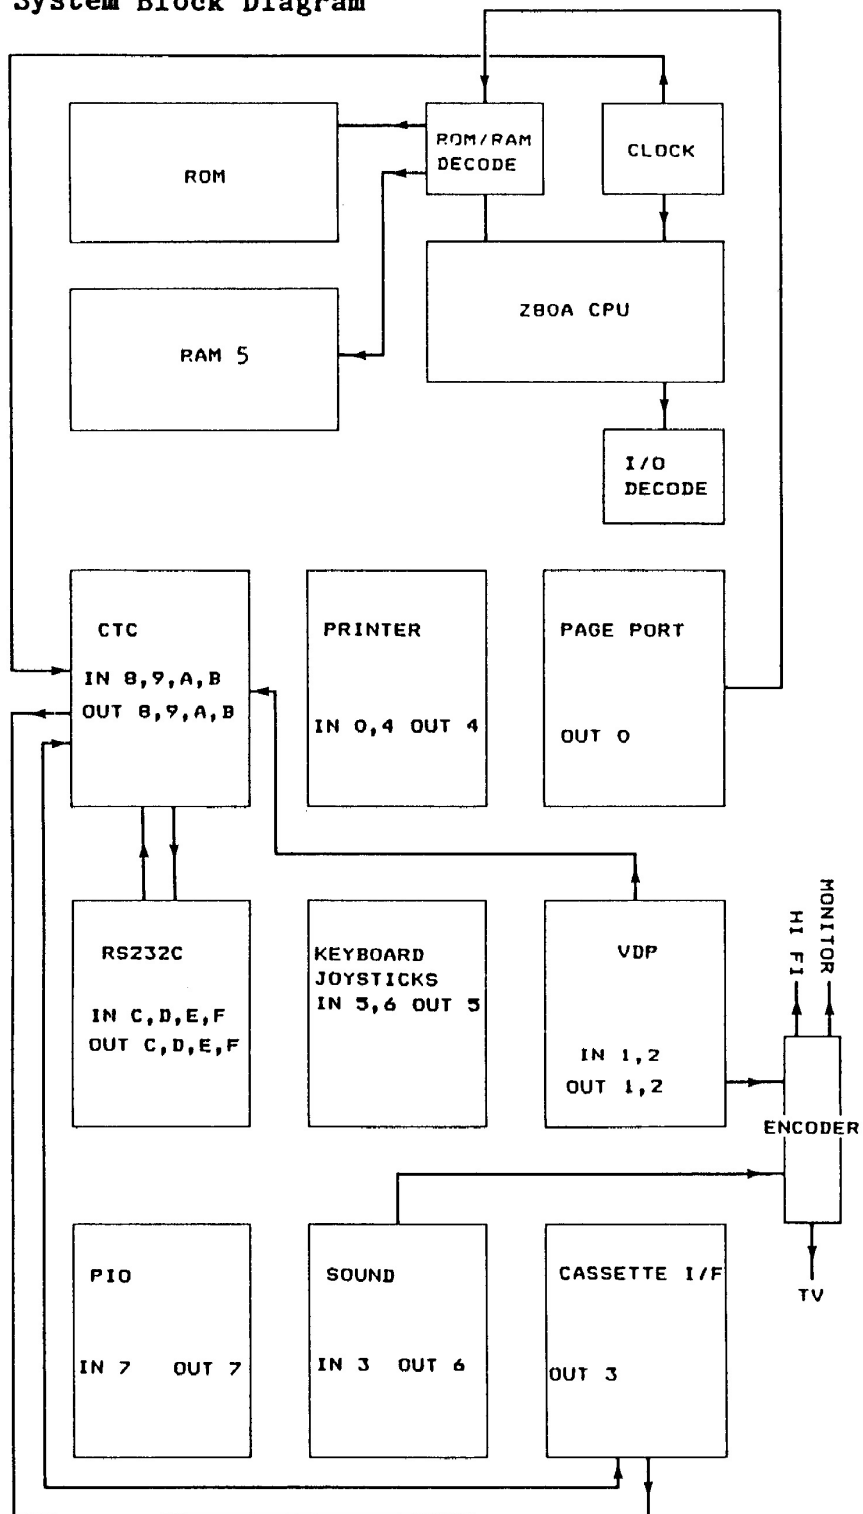 System Block Diagram
ROM
ROM/RAM
DECODE
CLOCK
RAM 5
Z80A CPU
I/O
DECODE
CTC
IN 8,9,A,B
OUT 8,9,A,B
PRINTER
IN 0,4 OUT 4
PAGE PORT
OUT 0
RS232C
IN C,D,E,F
OUT C,D,E,F
KEYBOARD
JOYSTICKS
IN 5,6 OUT 5
VDP
IN 1,2
OUT 1,2
HI FI
MONITOR
ENCODER
TV
PIO
IN 7 OUT 7
SOUND
IN 3 OUT 6
CASSETTE I/F
OUT 3